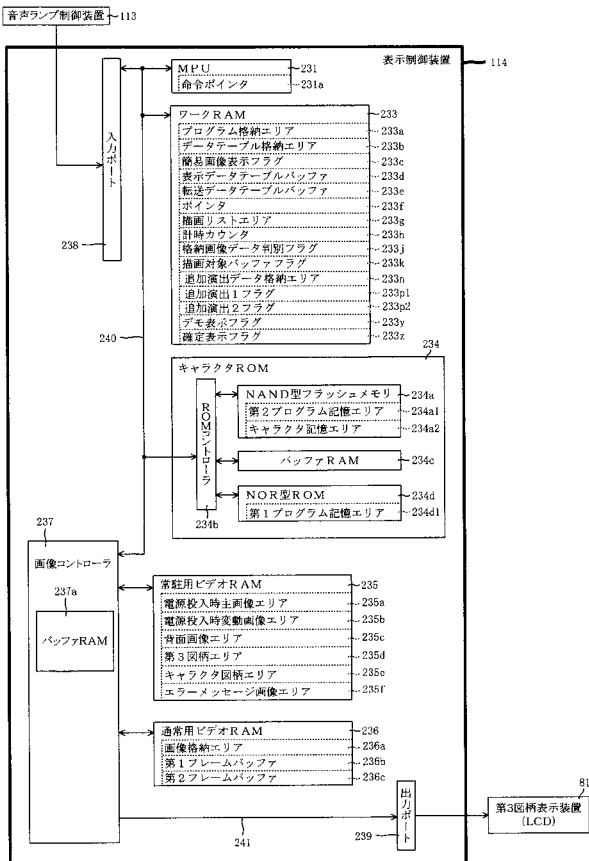 音声ランプ制御装置
113
表示制御装置
114
入力ポート
238
MPU
231
命令ポインタ
231a
ワークRAM
233
プログラム格納エリア
233a
データテーブル格納エリア
233b
簡易画像表示フラグ
233c
表示データテーブルバッファ
233d
転送データテーブルバッファ
233e
ポインタ
233f
描画リストエリア
233g
計時カウンタ
233h
格納画像データ判別フラグ
233j
描画対象バッファフラグ
233k
追加演出データ格納エリア
233n
追加演出1フラグ
233p1
追加演出2フラグ
233p2
デモ表示フラグ
233y
確定表示フラグ
233z
240
234
キャラクタROM
ROMコントローラ
234b
NAND型フラッシュメモリ
234a
第2プログラム記憶エリア
234a1
キャラクタ記憶エリア
234a2
バッファRAM
234c
NOR型ROM
234d
第1プログラム記憶エリア
234d1
237
画像コントローラ
237a
バッファRAM
常駐用ビデオRAM
235
電源投入時主画像エリア
235a
電源投入時変動画像エリア
235b
背面画像エリア
235c
第3図柄エリア
235d
キャラクタ図柄エリア
235e
エラーメッセージ画像エリア
235f
通常用ビデオRAM
236
画像格納エリア
236a
第1フレームバッファ
236b
第2フレームバッファ
236c
241
出力ポート
239
81
第3図柄表示装置
(LCD)